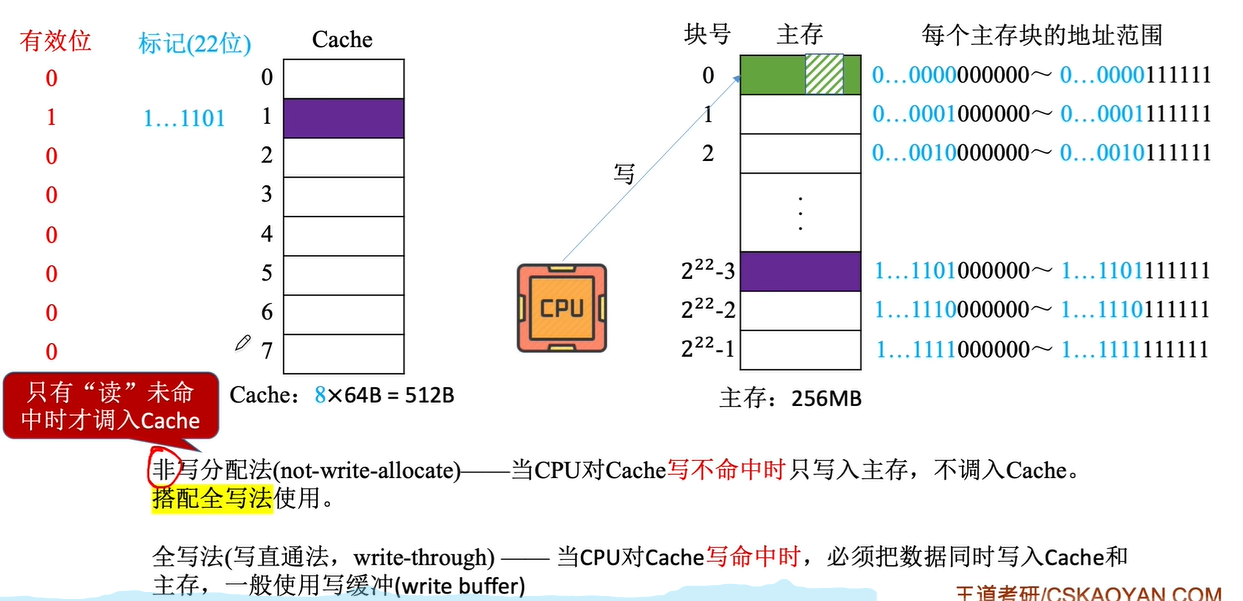 有效位 标记(22位) Cache 块号 主存 每个主存块的地址范围
0 0 0 0…0000000000～ 0…0000111111
1 1…1101 1 1 0…0001000000～ 0…0001111111
0 2 2 0…0010000000～ 0…0010111111
写
0 3 ⋮
0 4
0 5 2²²-3 1…1101000000～ 1…1101111111
CPU
0 6 2²²-2 1…1110000000～ 1…1110111111
0 7 2²²-1 1…1111000000～ 1…1111111111
只有“读”未命
中时才调入Cache
Cache：8×64B = 512B 主存：256MB
非写分配法(not-write-allocate)——当CPU对Cache写不命中时只写入主存，不调入Cache。
搭配全写法使用。
全写法(写直通法，write-through) —— 当CPU对Cache写命中时，必须把数据同时写入Cache和
主存，一般使用写缓冲(write buffer)
王道考研/CSKAOYAN.COM